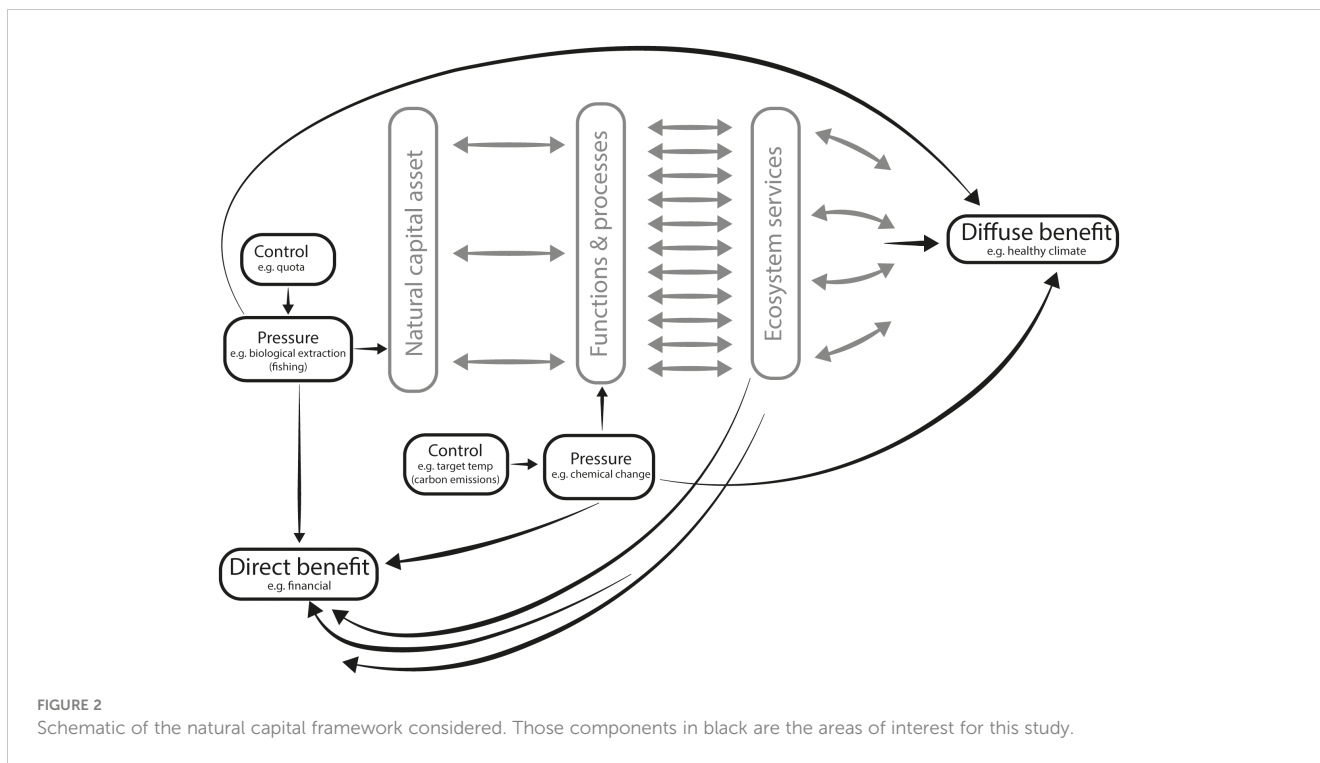 Natural capital asset
Functions & processes
Ecosystem services
Control
e.g. quota
Pressure
e.g. biological extraction
(fishing)
Diffuse benefit
e.g. healthy climate
Control
e.g. target temp
(carbon emissions)
Pressure
e.g. chemical change
Direct benefit
e.g. financial
FIGURE 2
Schematic of the natural capital framework considered. Those components in black are the areas of interest for this study.